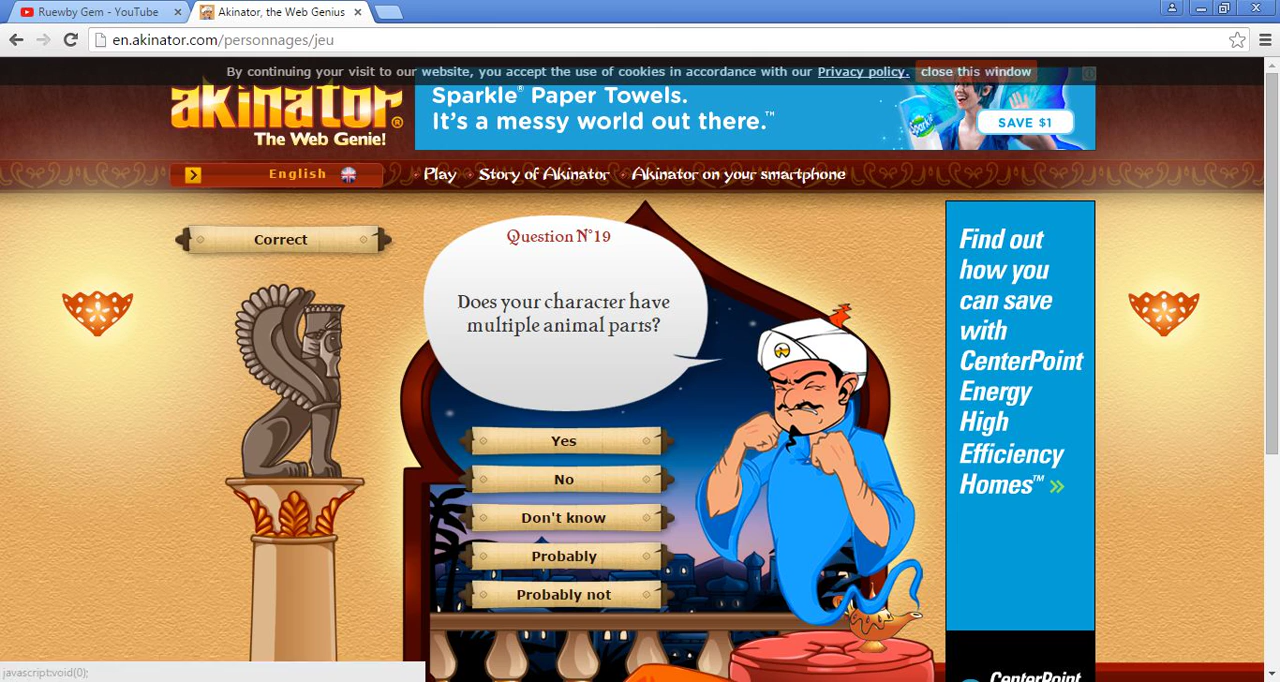 Ruewby Gem - YouTube
Akinator, the Web Genius
en.akinator.com/personnages/jeu
By continuing your visit to our website, you accept the use of cookies in accordance with our Privacy policy. close this window
akinator®
The Web Genie!
Sparkle® Paper Towels.
It's a messy world out there.™
Sparkle
SAVE $1
English
Play
Story of Akinator
Akinator on your smartphone
Correct
Question N°19
Does your character have
multiple animal parts?
Yes
No
Don't know
Probably
Probably not
Find out
how you
can save
with
CenterPoint
Energy
High
Efficiency
Homes™ »
CenterPoint
javascript:void(0);